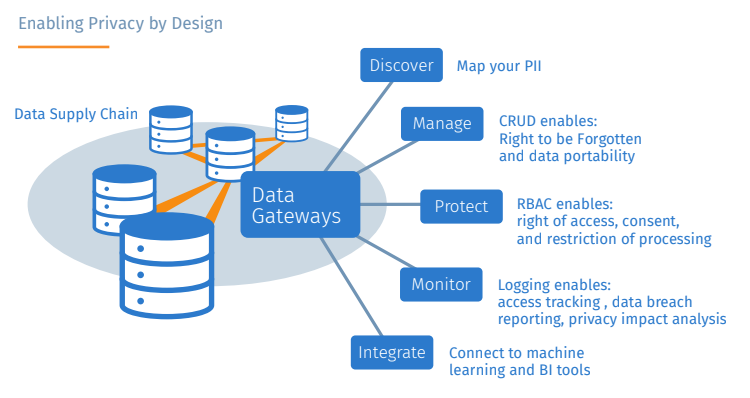 Enabling Privacy by Design
Data Supply Chain
Data
Gateways
Discover
Map your PII
Manage
CRUD enables:
Right to be Forgotten
and data portability
Protect
RBAC enables:
right of access, consent,
and restriction of processing
Monitor
Logging enables:
access tracking , data breach
reporting, privacy impact analysis
Integrate
Connect to machine
learning and BI tools